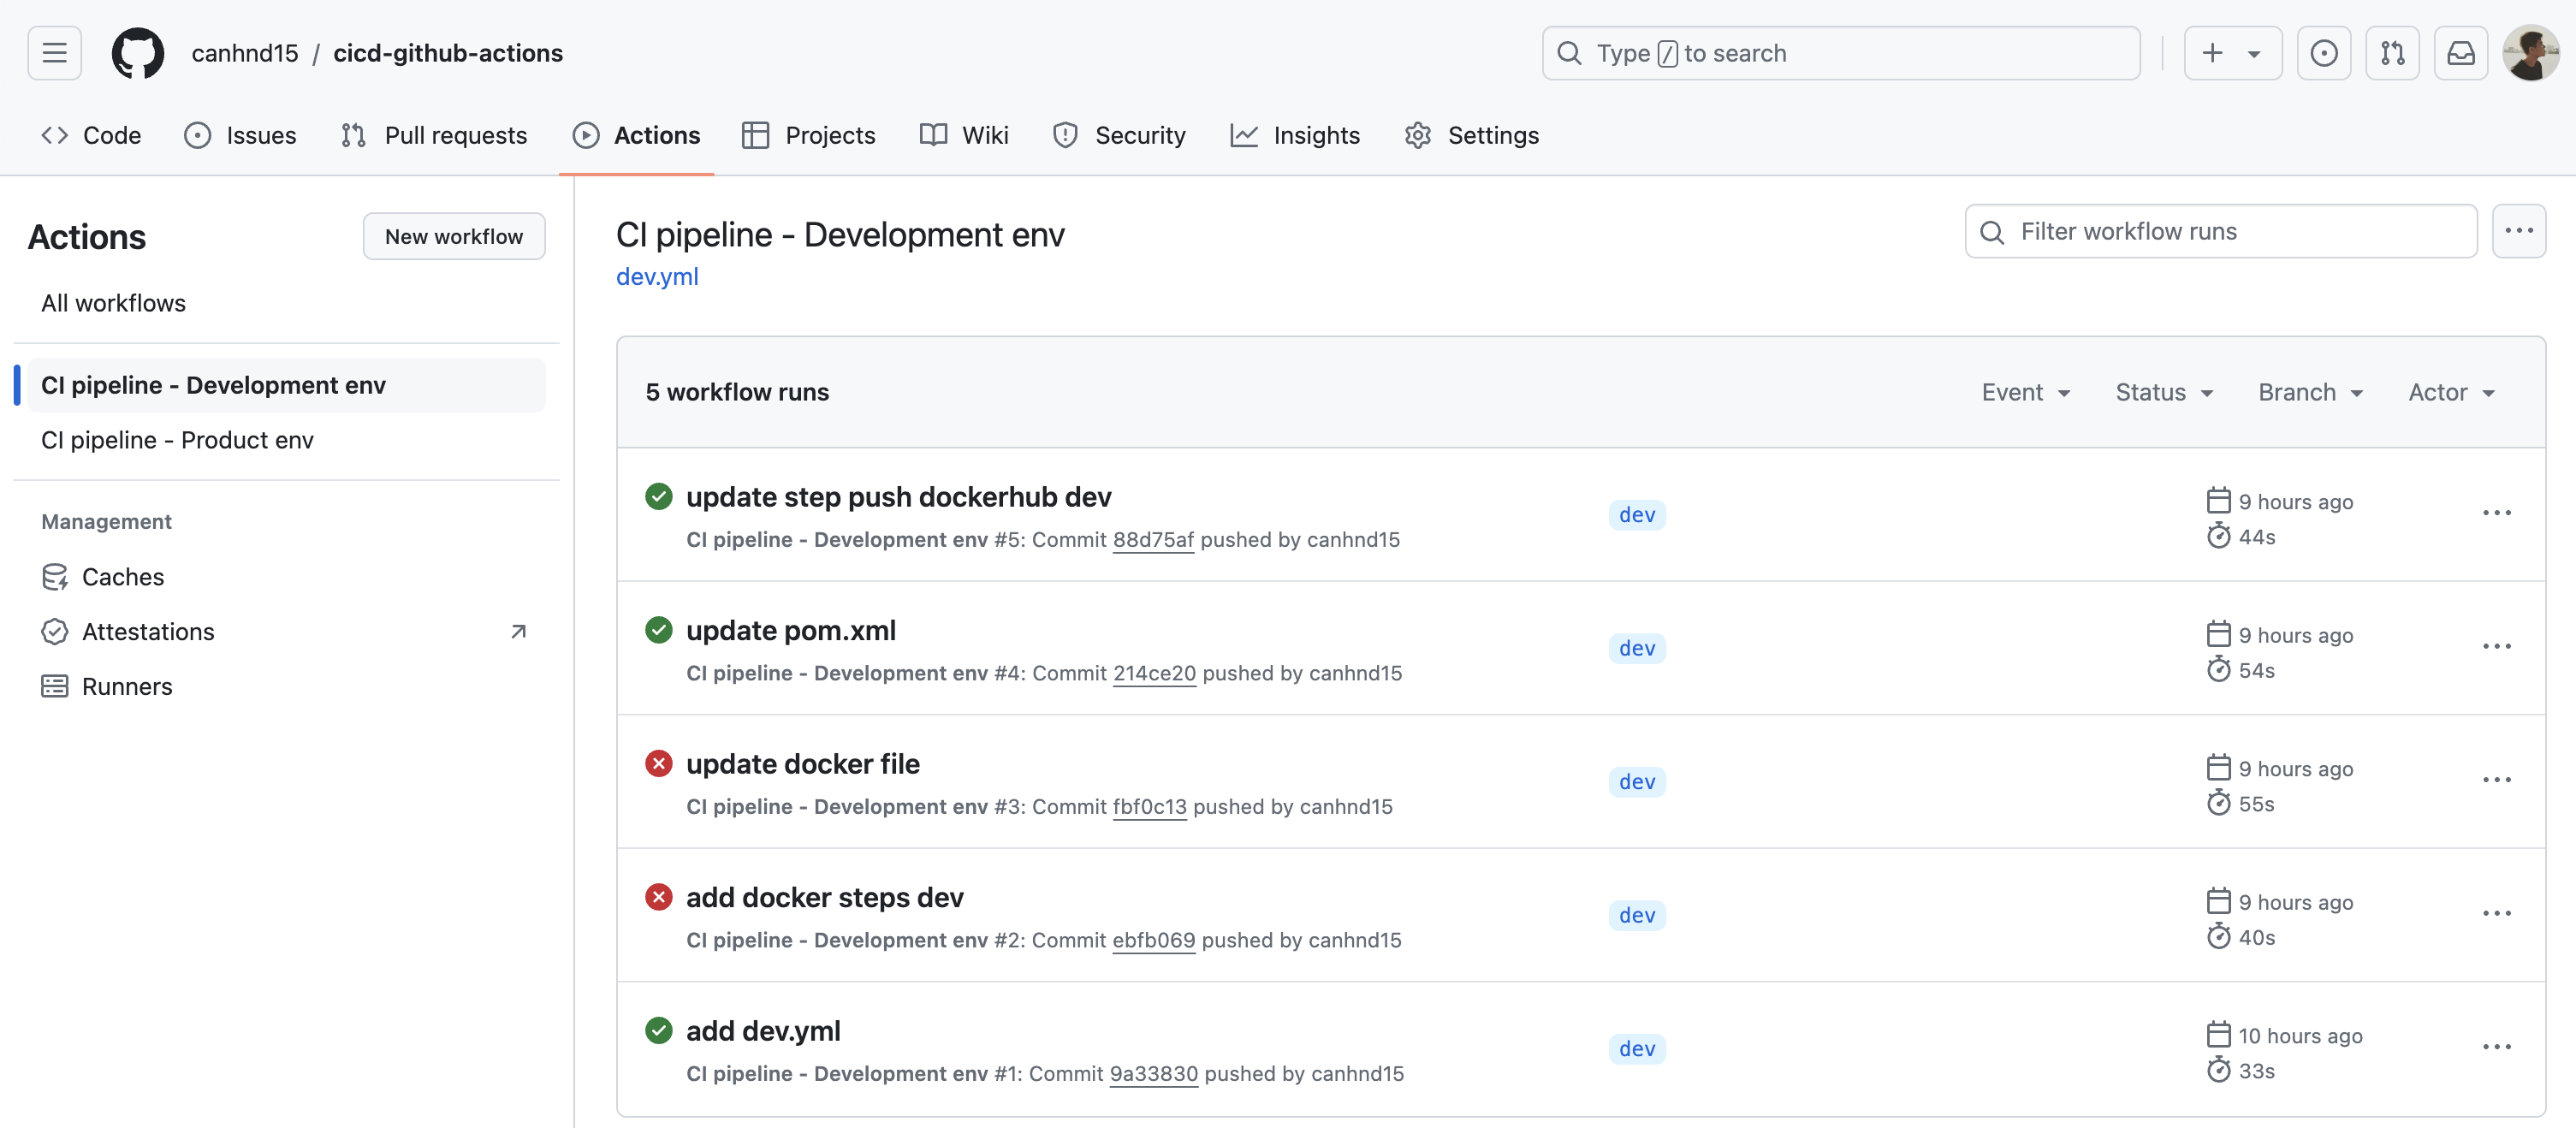 canhnd15 / cicd-github-actions
Type / to search
Code
Issues
Pull requests
Actions
Projects
Wiki
Security
Insights
Settings
Actions
New workflow
All workflows
CI pipeline - Development env
CI pipeline - Product env
Management
Caches
Attestations
Runners
CI pipeline - Development env
dev.yml
Filter workflow runs
5 workflow runs
Event
Status
Branch
Actor
update step push dockerhub dev
CI pipeline - Development env #5: Commit 88d75af pushed by canhnd15
dev
9 hours ago
44s
update pom.xml
CI pipeline - Development env #4: Commit 214ce20 pushed by canhnd15
dev
9 hours ago
54s
update docker file
CI pipeline - Development env #3: Commit fbf0c13 pushed by canhnd15
dev
9 hours ago
55s
add docker steps dev
CI pipeline - Development env #2: Commit ebfb069 pushed by canhnd15
dev
9 hours ago
40s
add dev.yml
CI pipeline - Development env #1: Commit 9a33830 pushed by canhnd15
dev
10 hours ago
33s